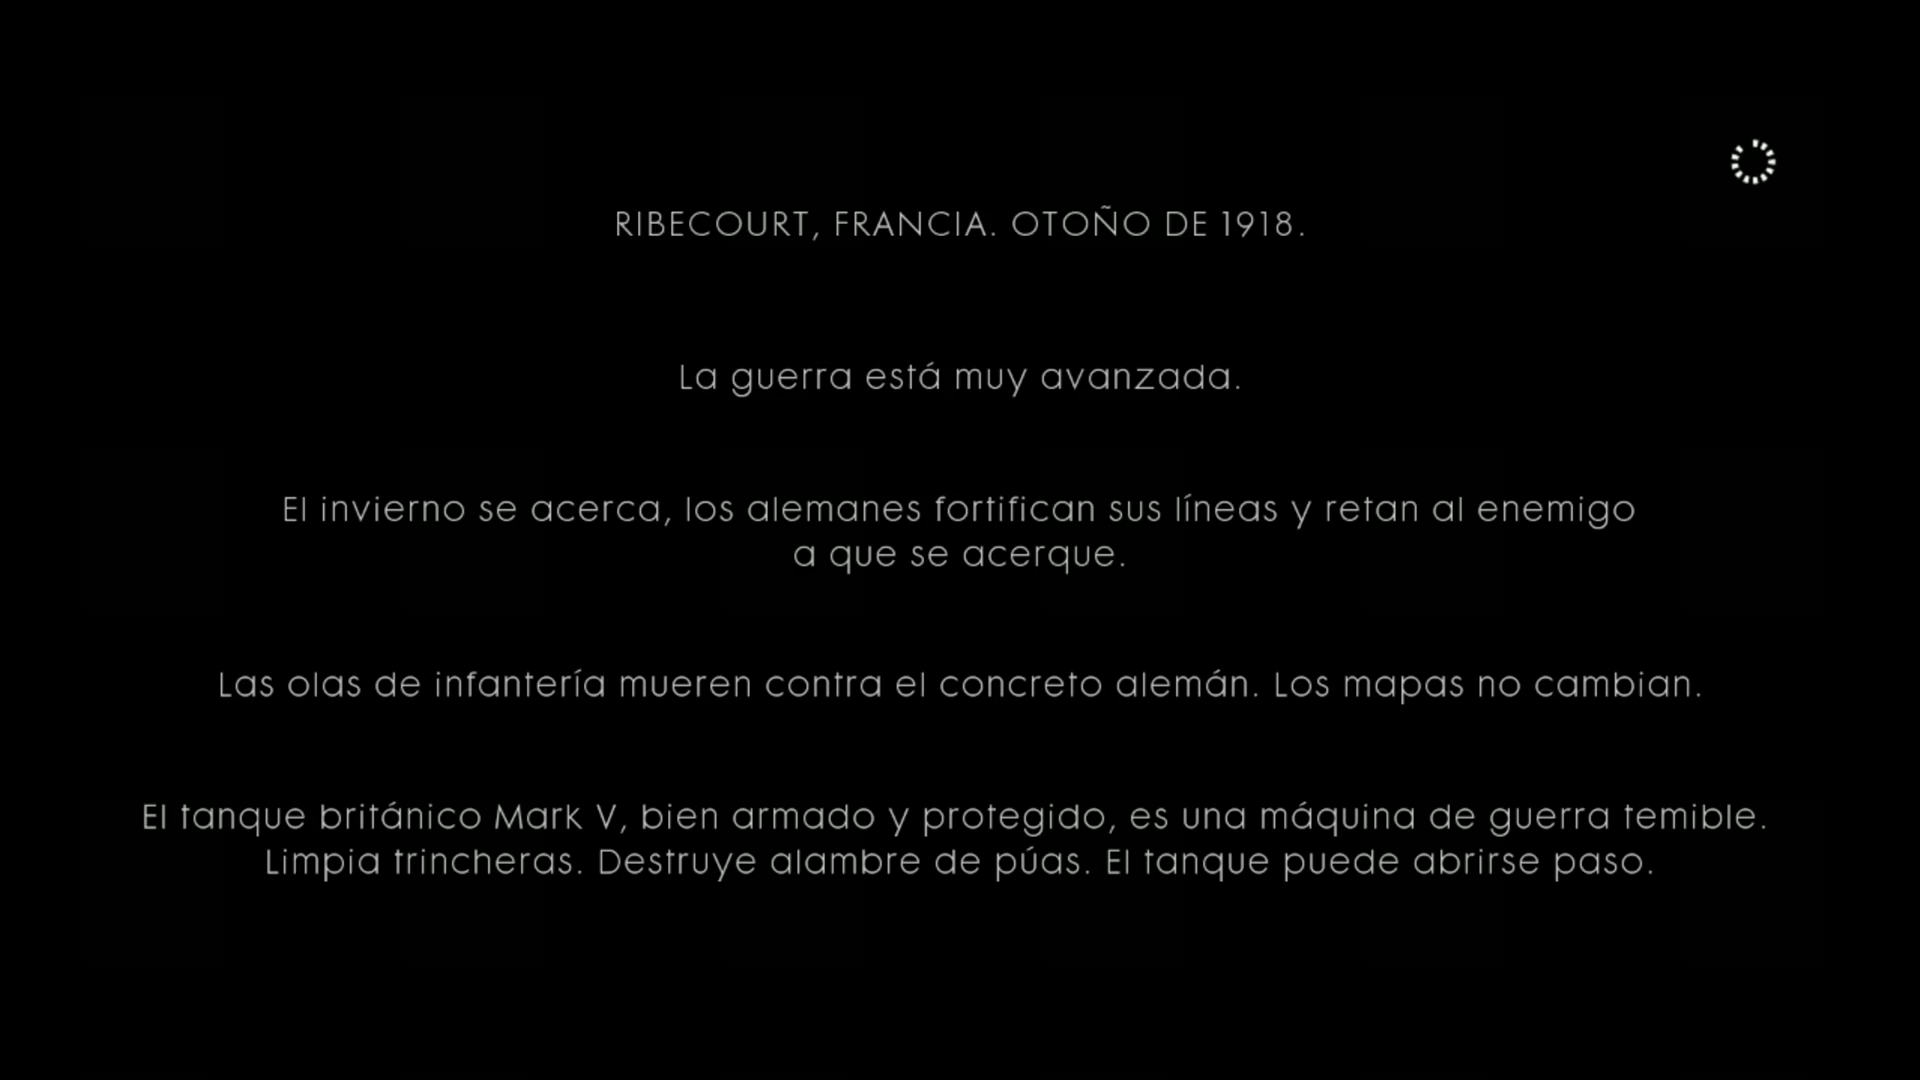 RIBECOURT, FRANCIA. OTOÑO DE 1918.
La guerra está muy avanzada.
El invierno se acerca, los alemanes fortifican sus líneas y retan al enemigo
a que se acerque.
Las olas de infantería mueren contra el concreto alemán. Los mapas no cambian.
El tanque británico Mark V, bien armado y protegido, es una máquina de guerra temible.
Limpia trincheras. Destruye alambre de púas. El tanque puede abrirse paso.